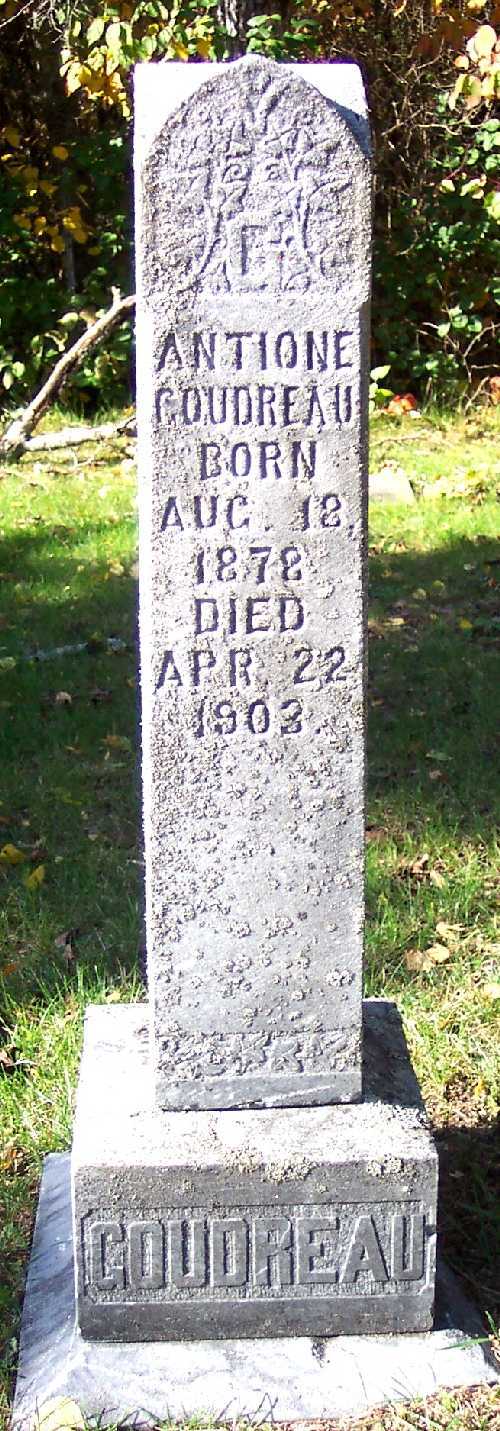 ANTIONE
GOUDREAU
BORN
AUG. 18,
1878
DIED
APR. 22
1903.
GOUDREAU